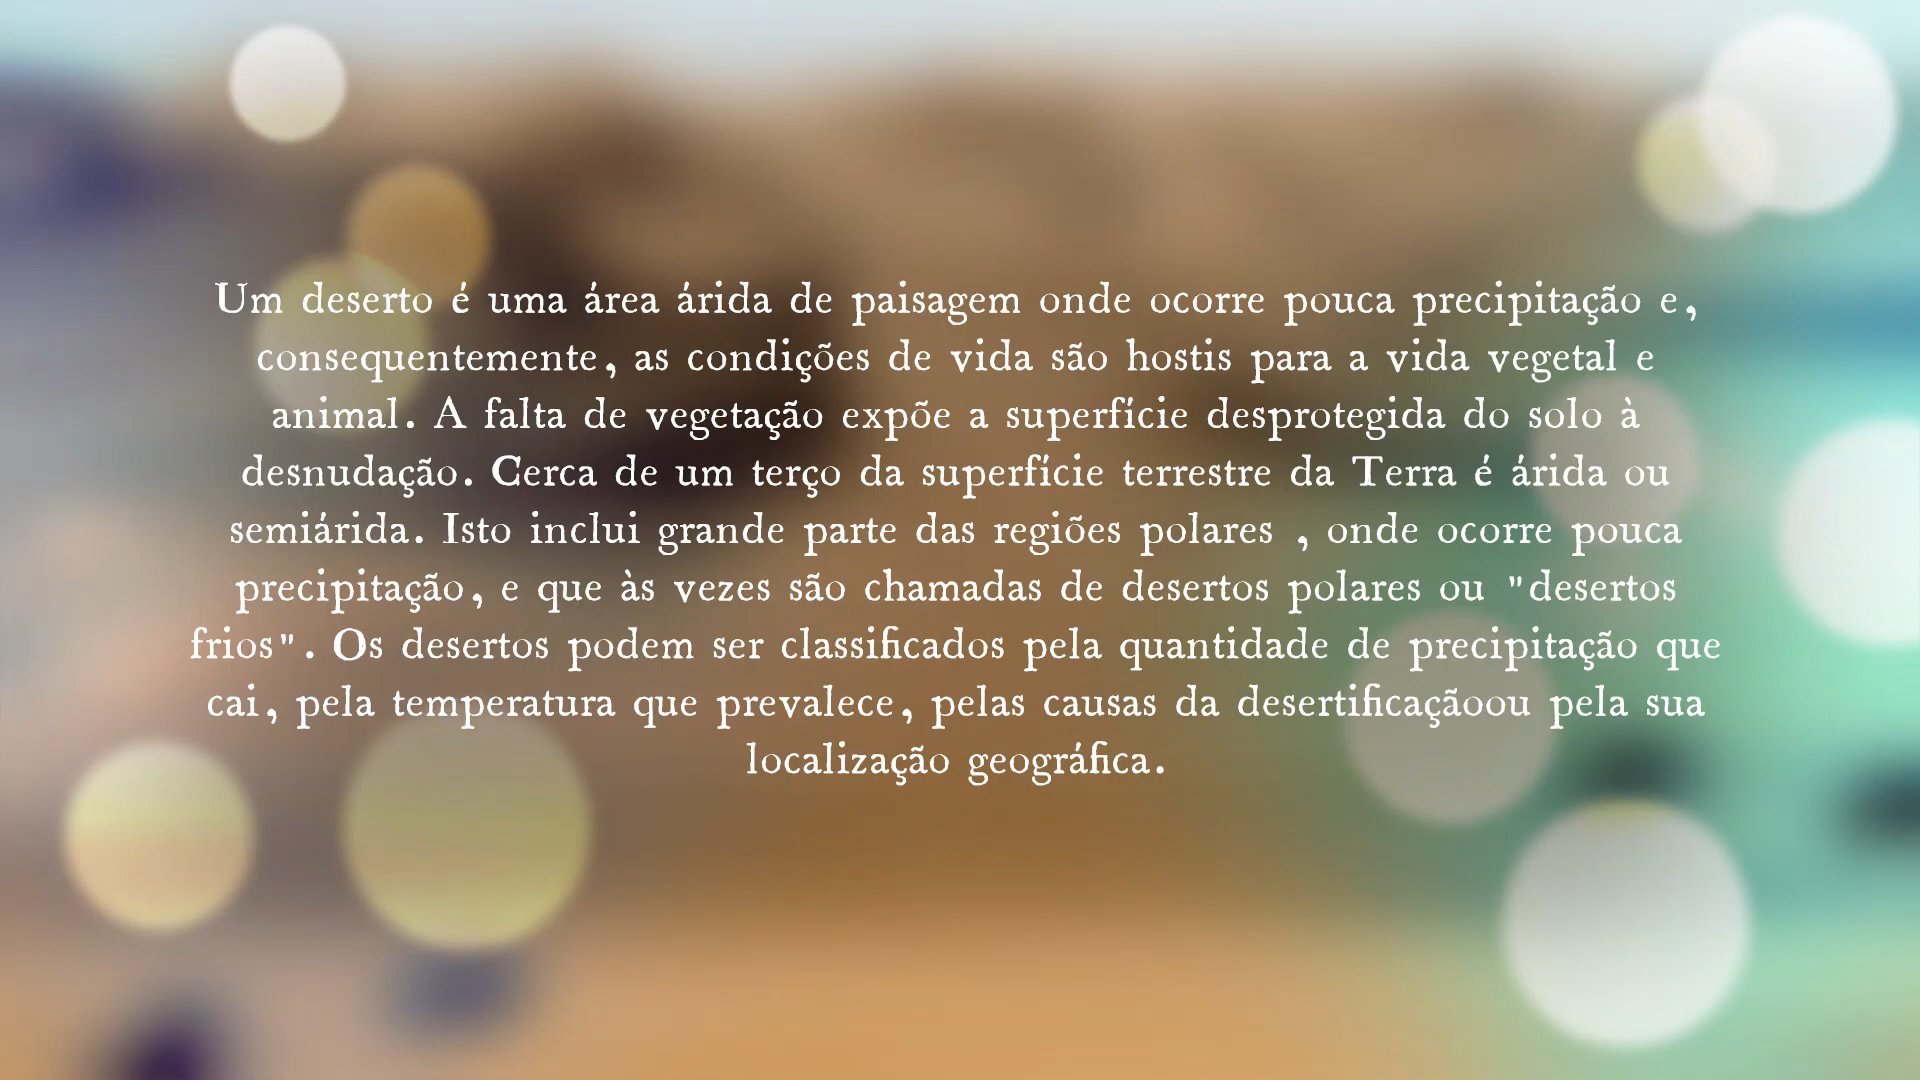 Um deserto é uma área árida de paisagem onde ocorre pouca precipitação e,
consequentemente, as condições de vida são hostis para a vida vegetal e
animal. A falta de vegetação expõe a superfície desprotegida do solo à
desnudação. Cerca de um terço da superfície terrestre da Terra é árida ou
semiárida. Isto inclui grande parte das regiões polares , onde ocorre pouca
precipitação, e que às vezes são chamadas de desertos polares ou "desertos
frios". Os desertos podem ser classificados pela quantidade de precipitação que
cai, pela temperatura que prevalece, pelas causas da desertificaçãoou pela sua
localização geográfica.